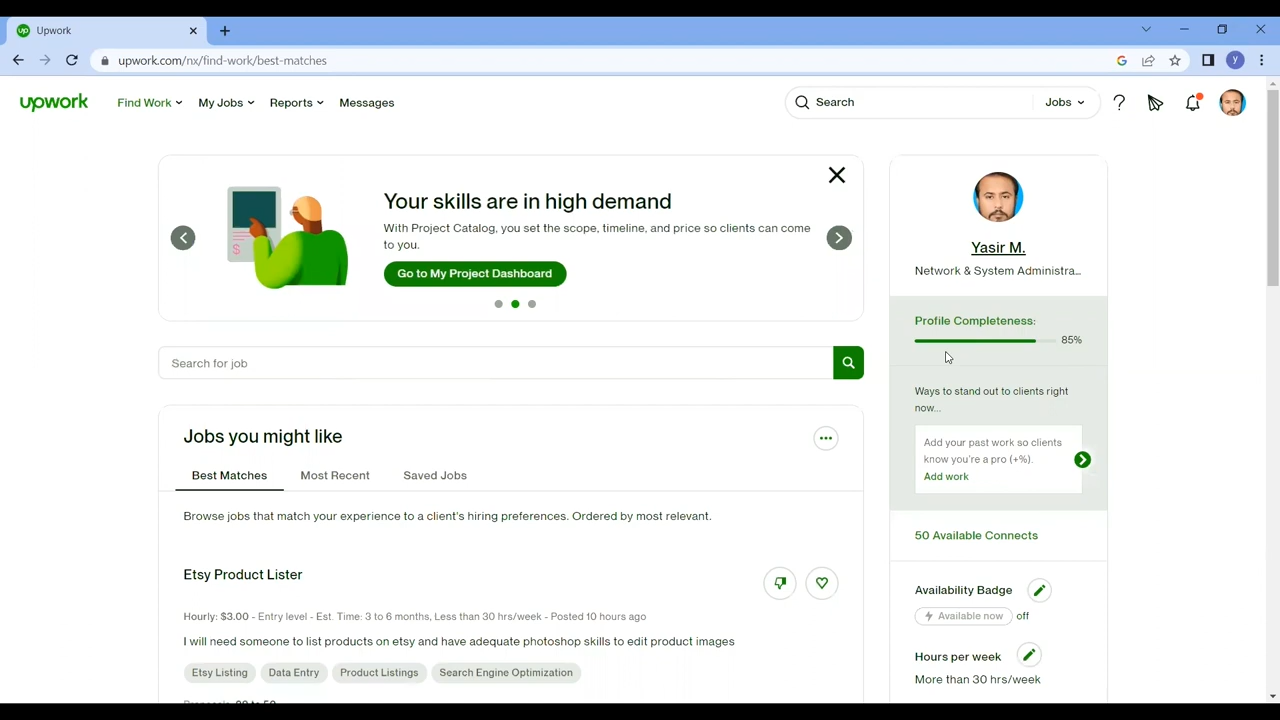 up Upwork
upwork.com/nx/find-work/best-matches
y
upwork
Find Work
My Jobs
Reports
Messages
Search
Jobs
?
Your skills are in high demand
With Project Catalog, you set the scope, timeline, and price so clients can come
to you.
Go to My Project Dashboard
$
Search for job
Jobs you might like
Best Matches
Most Recent
Saved Jobs
Browse jobs that match your experience to a client's hiring preferences. Ordered by most relevant.
Etsy Product Lister
Hourly: $3.00 - Entry level - Est. Time: 3 to 6 months, Less than 30 hrs/week - Posted 10 hours ago
I will need someone to list products on etsy and have adequate photoshop skills to edit product images
Etsy Listing
Data Entry
Product Listings
Search Engine Optimization
Yasir M.
Network & System Administra...
Profile Completeness:
85%
Ways to stand out to clients right
now...
Add your past work so clients
know you're a pro (+%).
Add work
50 Available Connects
Availability Badge
Available now off
Hours per week
More than 30 hrs/week